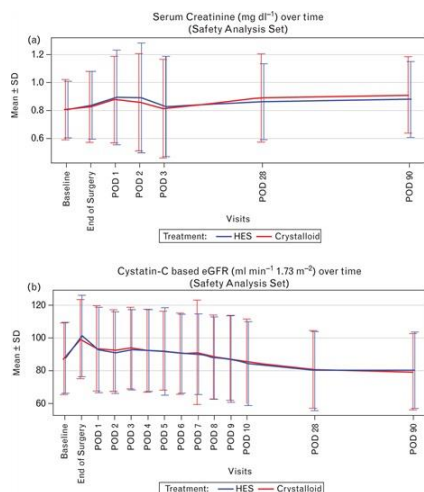 Serum Creatinine (mg dl⁻¹) over time
(Safety Analysis Set)
(a)
Mean ± SD
1.2
1.0
0.8
0.6
Baseline
End of Surgery
POD 1
POD 2
POD 3
POD 28
POD 90
Visits
Treatment: HES Crystalloid
Cystatin-C based eGFR (ml min⁻¹ 1.73 m⁻²) over time
(Safety Analysis Set)
(b)
Mean ± SD
120
100
80
60
Baseline
End of Surgery
POD 1
POD 2
POD 3
POD 4
POD 5
POD 6
POD 7
POD 8
POD 9
POD 10
POD 28
POD 90
Visits
Treatment: HES Crystalloid